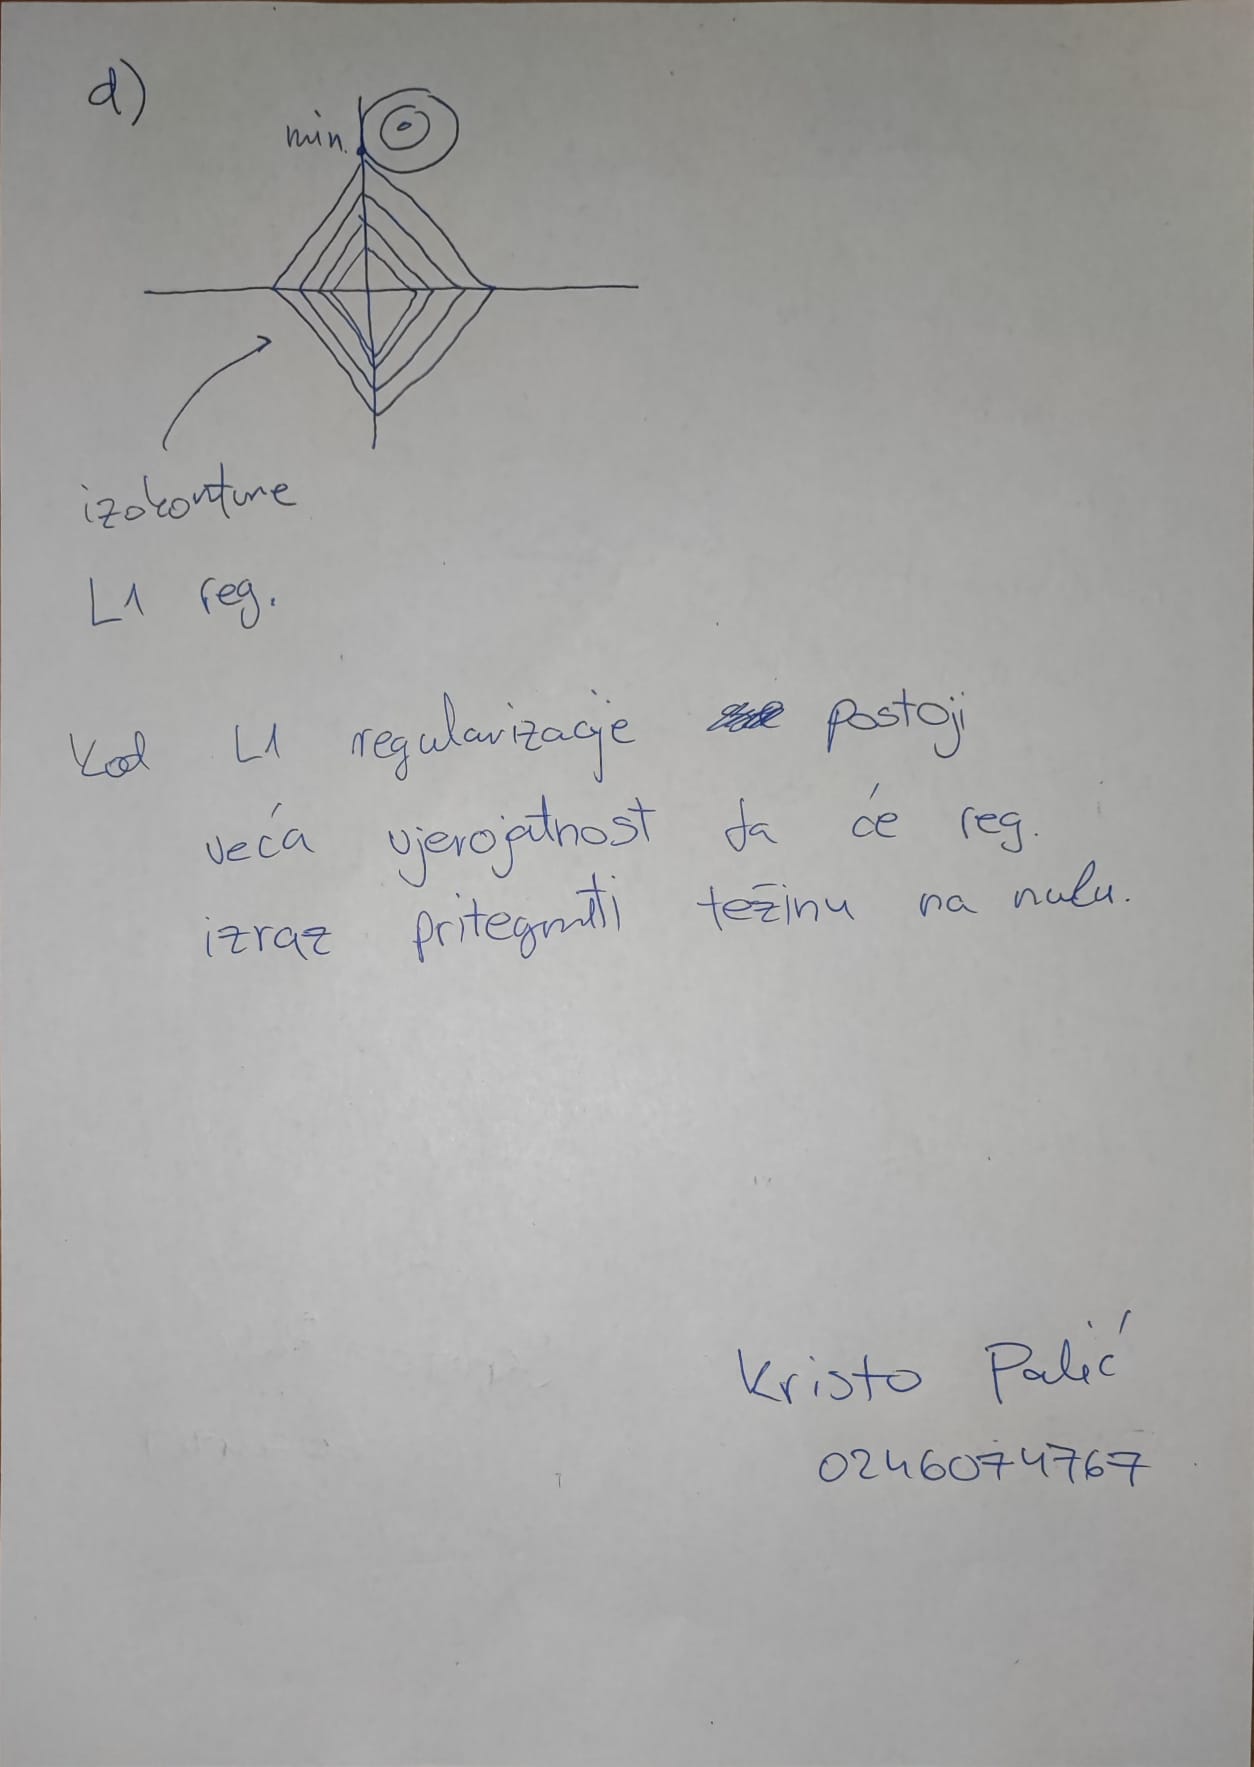 d)
min.
izokonture
L1 reg.
Kod L1 regularizacije postoji
veća vjerojatnost da će reg.
izraz pritegnuti težinu na nulu.
Kristo Palić
0246074767